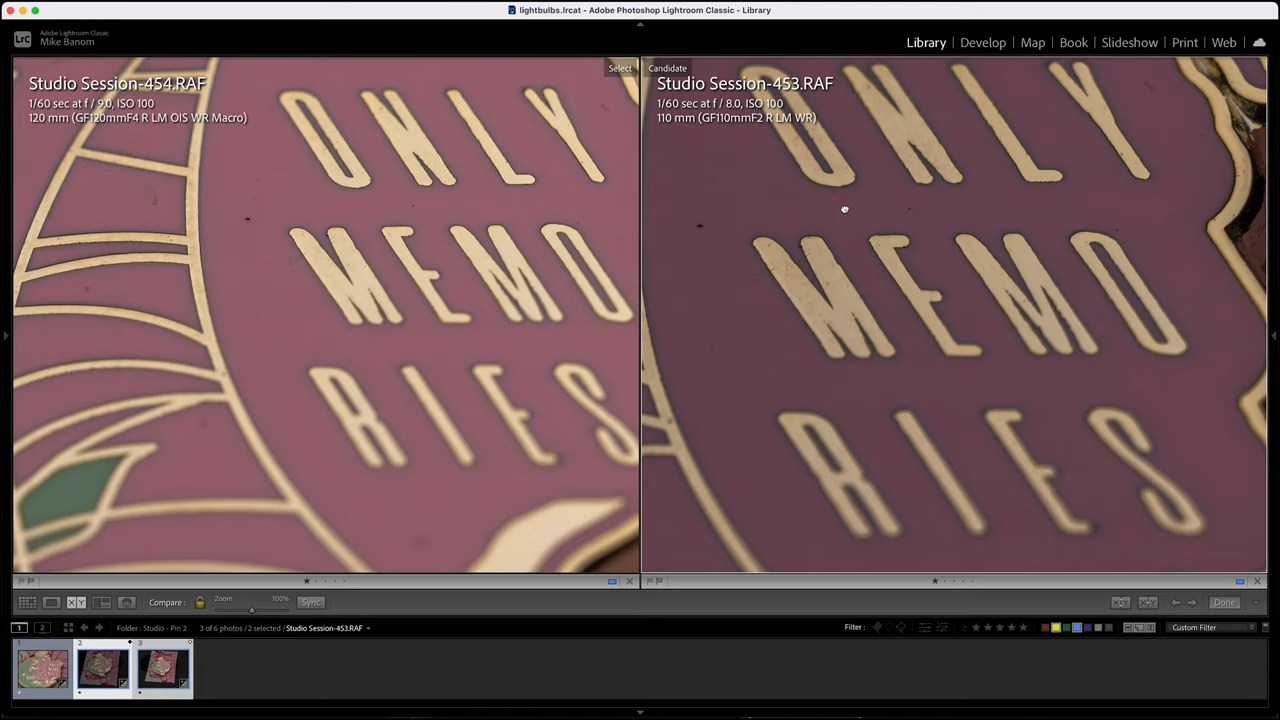 lightbulbs.lrcat - Adobe Photoshop Lightroom Classic - Library
LrC
Adobe Lightroom Classic
Mike Banom
Library | Develop | Map | Book | Slideshow | Print | Web
Studio Session-454.RAF
1/60 sec at f / 9.0, ISO 100
120 mm (GF120mmF4 R LM OIS WR Macro)
Select
ONLY
MEMO
RIES
Candidate
Studio Session-453.RAF
1/60 sec at f / 8.0, ISO 100
110 mm (GF110mmF2 R LM WR)
ONLY
MEMO
RIES
Compare : Zoom 100% Sync
X Y
Done
1 2 Folder : Studio - Pin 2 3 of 6 photos / 2 selected / Studio Session-453.RAF
Filter : Custom Filter
1 2 3